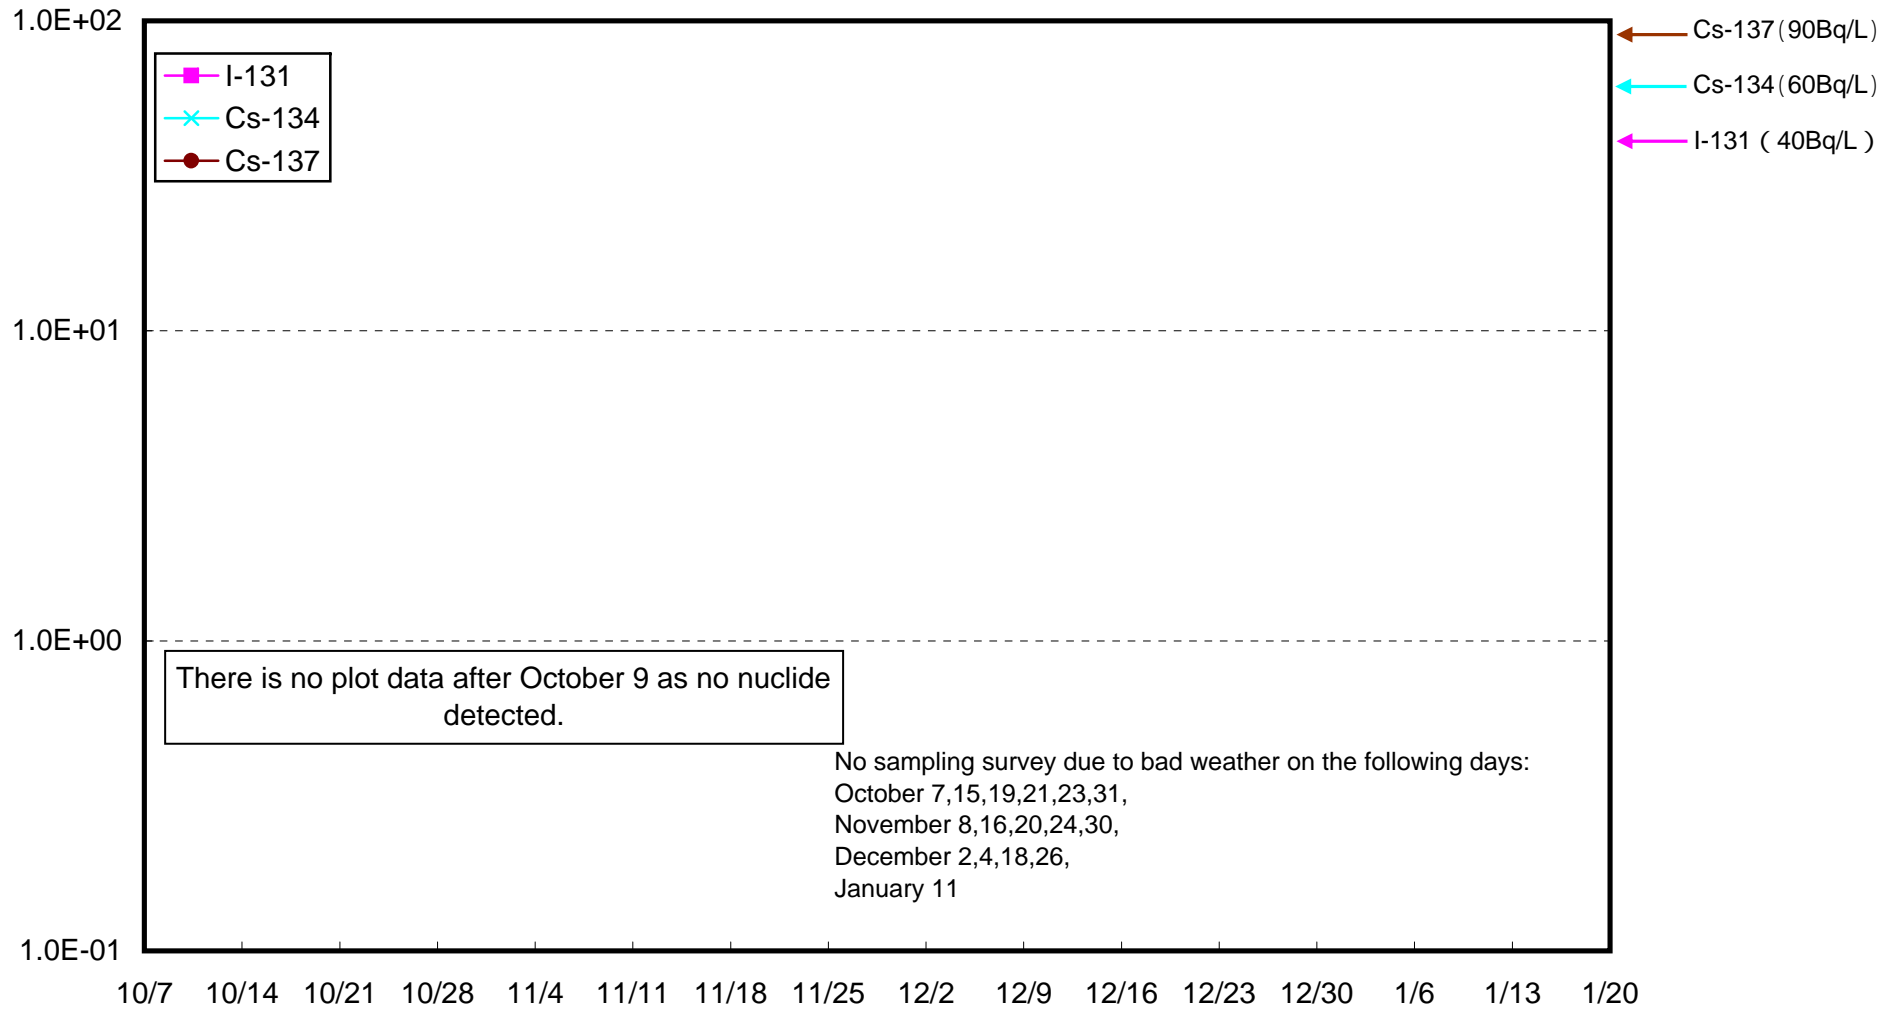 1.0E+02
1.0E+01
1.0E+00
1.0E-01
I-131
Cs-134
Cs-137
Cs-137(90Bq/L)
Cs-134(60Bq/L)
I-131 ( 40Bq/L )
There is no plot data after October 9 as no nuclide
detected.
No sampling survey due to bad weather on the following days:
October 7,15,19,21,23,31,
November 8,16,20,24,30,
December 2,4,18,26,
January 11
10/7 10/14 10/21 10/28 11/4 11/11 11/18 11/25 12/2 12/9 12/16 12/23 12/30 1/6 1/13 1/20